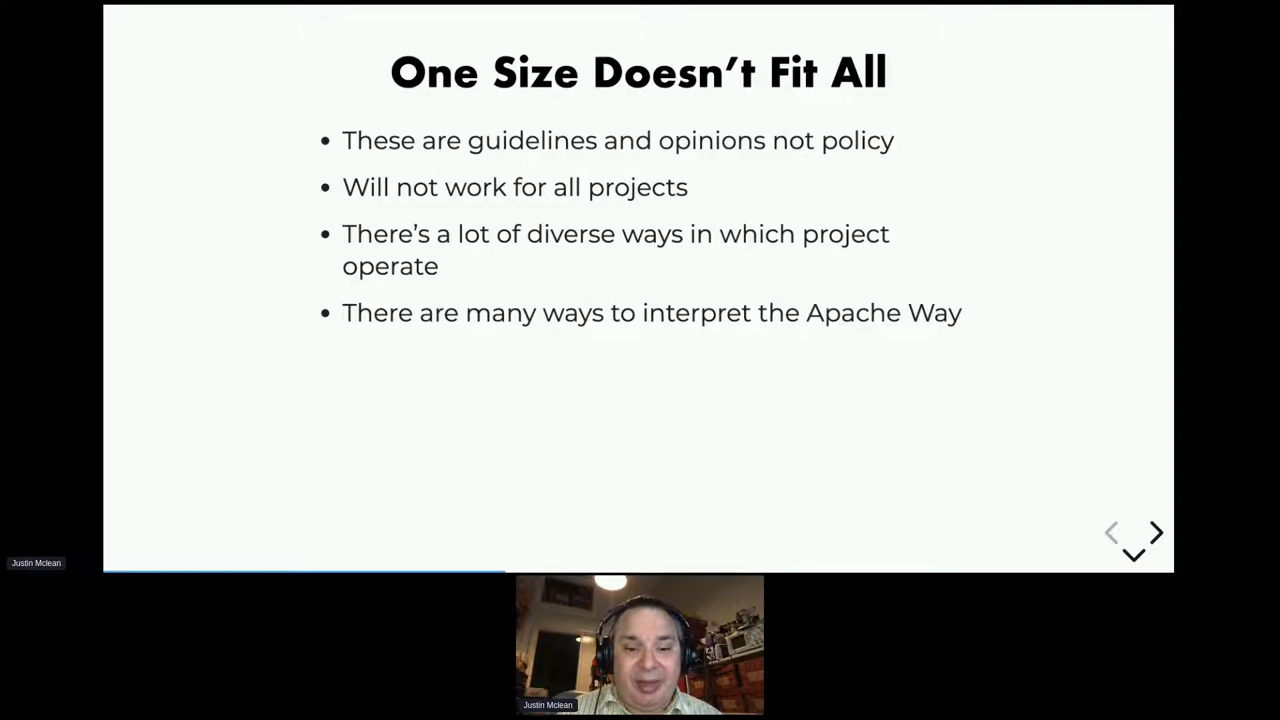 One Size Doesn't Fit All
• These are guidelines and opinions not policy
• Will not work for all projects
• There's a lot of diverse ways in which project
operate
• There are many ways to interpret the Apache Way
Justin Mclean
Justin Mclean